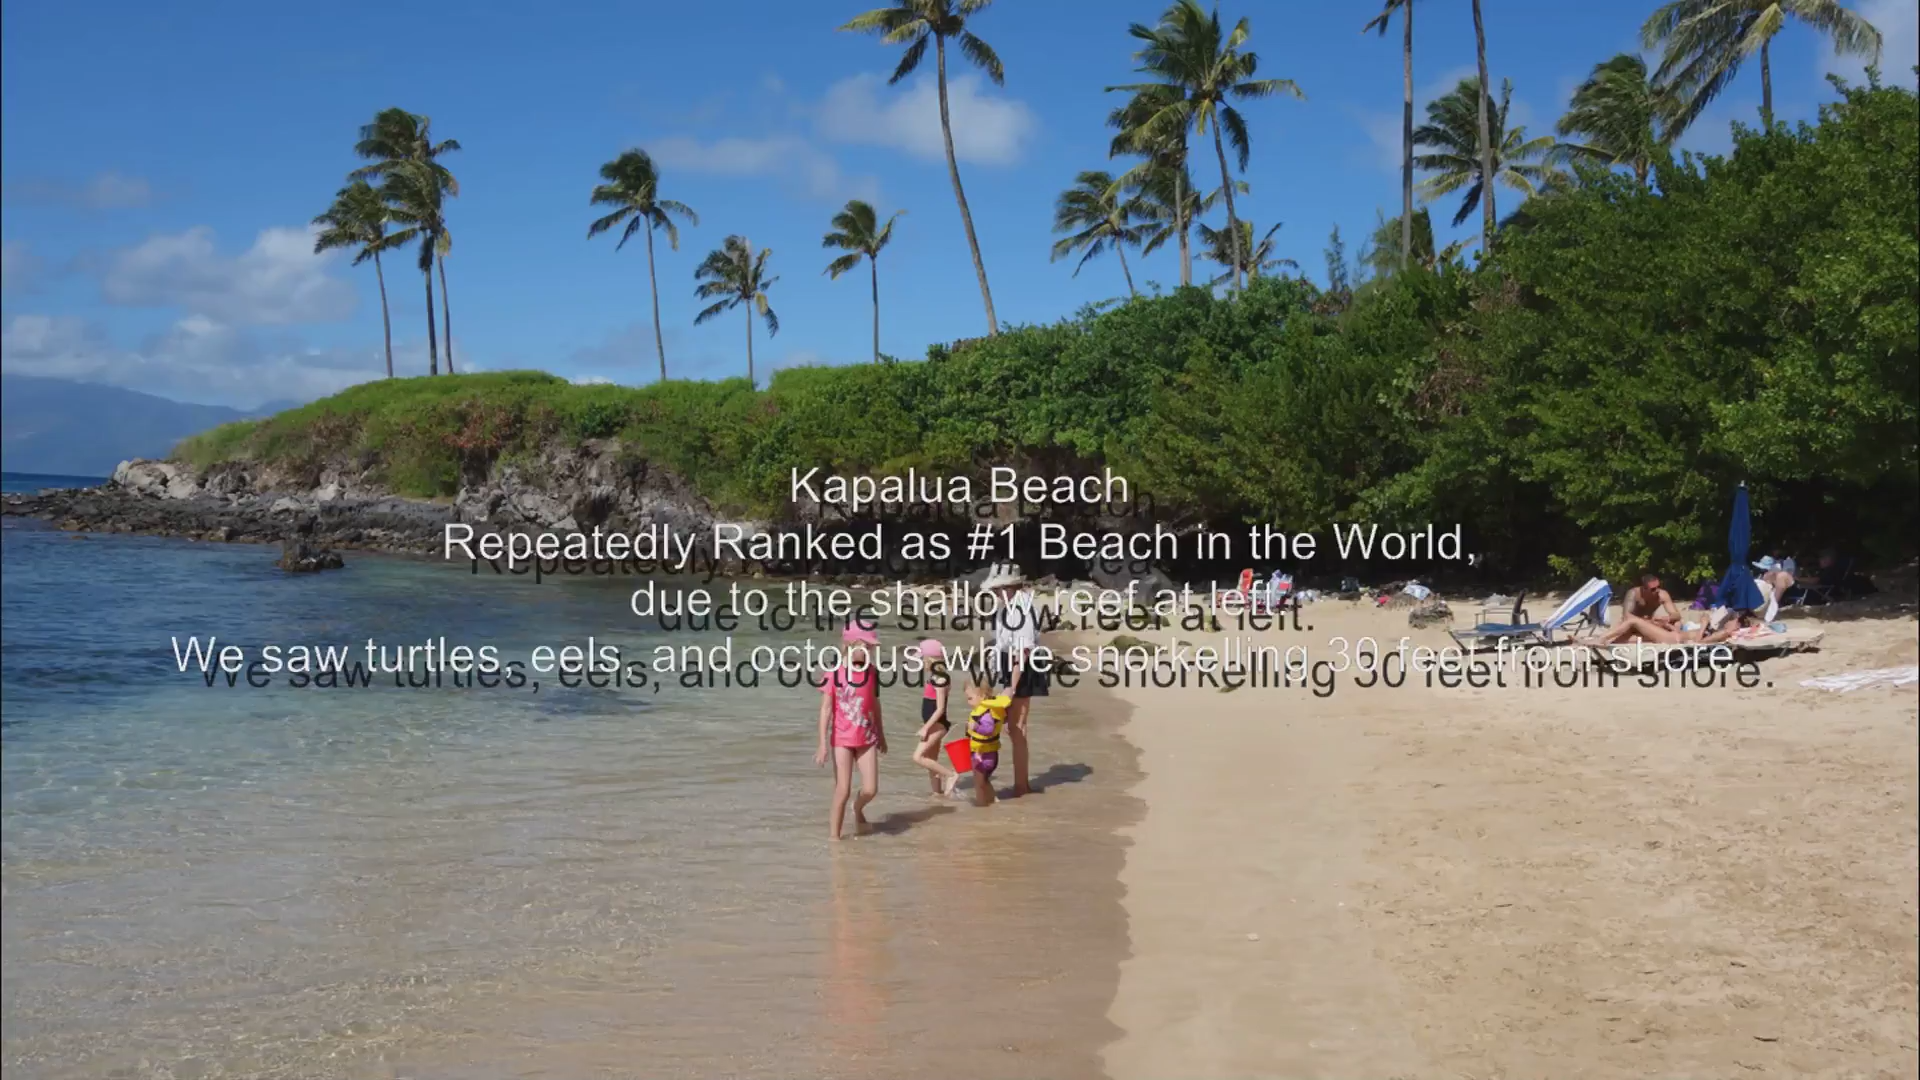 Kapalua Beach
Repeatedly Ranked as #1 Beach in the World,
due to the shallow reef at left.
We saw turtles, eels, and octopus while snorkelling 30 feet from shore.